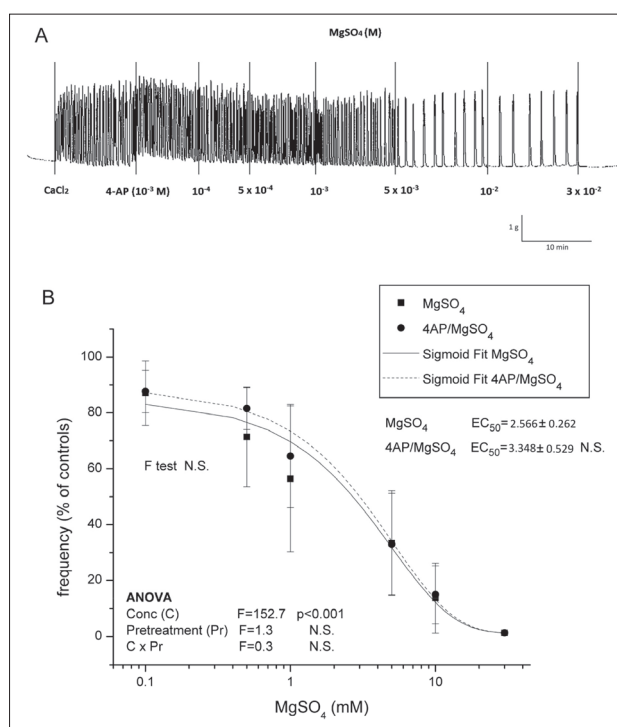 A
MgSO₄ (M)
CaCl₂ 4-AP (10⁻³ M) 10⁻⁴ 5 x 10⁻⁴ 10⁻³ 5 x 10⁻³ 10⁻² 3 x 10⁻²
1 g
10 min
B
MgSO₄
4AP/MgSO₄
Sigmoid Fit MgSO₄
Sigmoid Fit 4AP/MgSO₄
MgSO₄ EC₅₀=2.566± 0.262
4AP/MgSO₄ EC₅₀=3.348± 0.529 N.S.
F test N.S.
ANOVA
Conc (C) F=152.7 p<0.001
Pretreatment (Pr) F=1.3 N.S.
C x Pr F=0.3 N.S.
frequency (% of controls)
100
80
60
40
20
0
0.1 1 10
MgSO₄ (mM)